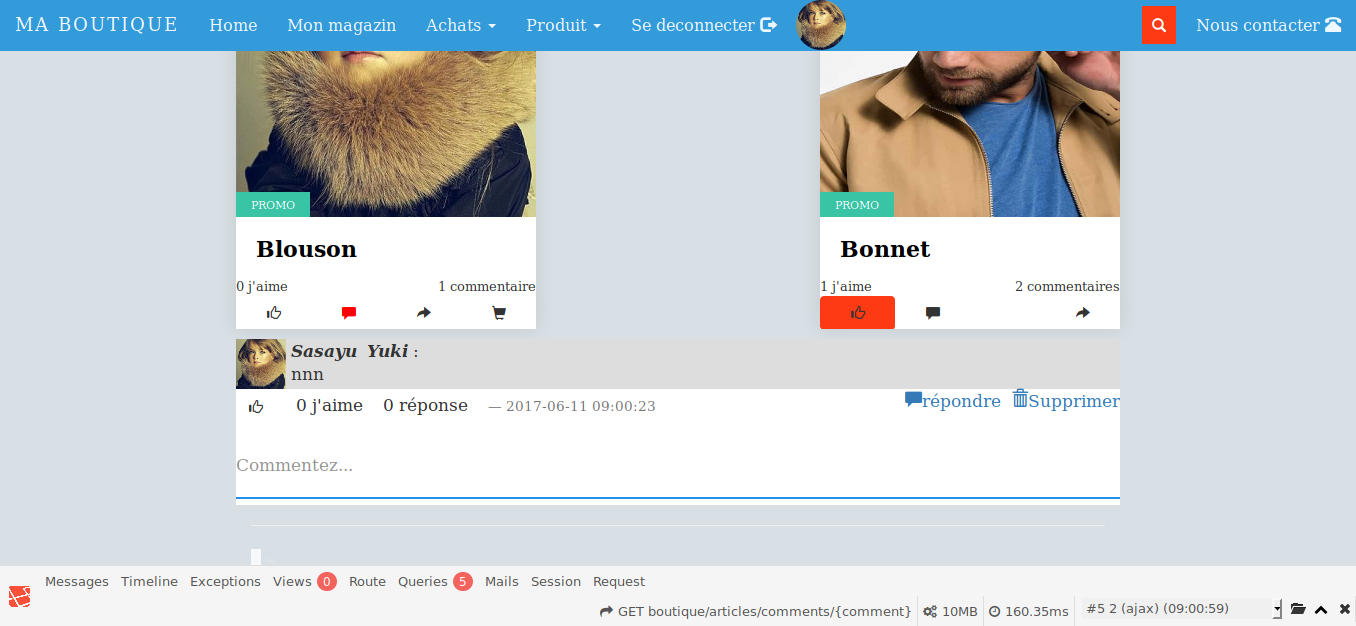 MA BOUTIQUE Home Mon magazin Achats Produit Se deconnecter Nous contacter
PROMO PROMO
Blouson Bonnet
0 j'aime 1 commentaire 1 j'aime 2 commentaires
Sasayu Yuki :
nnn
0 j'aime 0 réponse — 2017-06-11 09:00:23 répondre Supprimer
Commentez...
Messages Timeline Exceptions Views 0 Route Queries 5 Mails Session Request
GET boutique/articles/comments/{comment} 10MB 160.35ms #5 2 (ajax) (09:00:59)